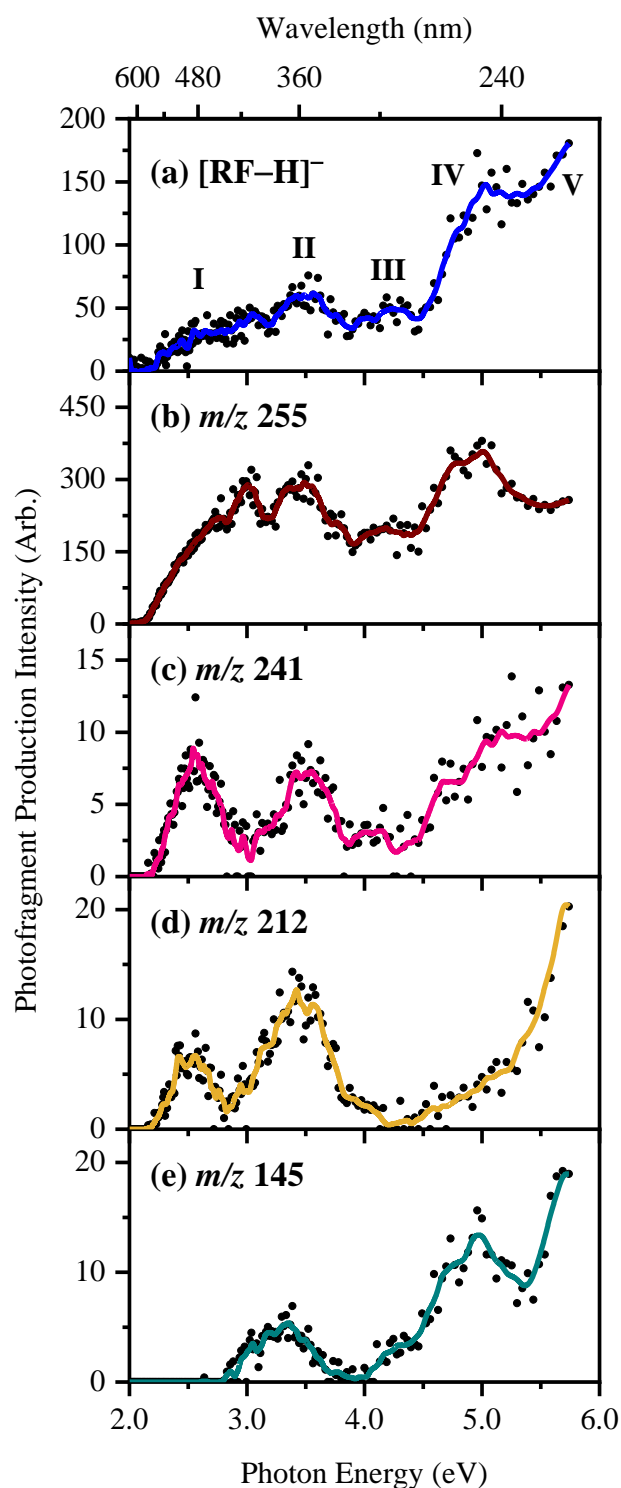 Wavelength (nm)
600 480 360 240
200
150
100
50
0
(a) [RF–H]⁻
I
II
III
IV
V
450
300
150
0
(b) m/z 255
15
10
5
0
(c) m/z 241
20
10
0
(d) m/z 212
20
10
0
(e) m/z 145
2.0 3.0 4.0 5.0 6.0
Photon Energy (eV)
Photofragment Production Intensity (Arb.)